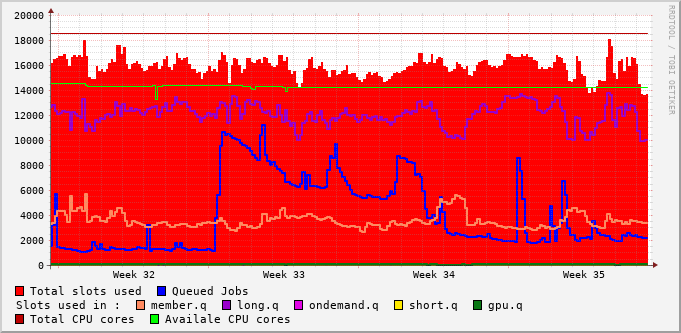 20000
18000
16000
14000
12000
10000
8000
6000
4000
2000
0
Week 32 Week 33 Week 34 Week 35
RRDTOOL / TOBI OETIKER
Total slots used Queued Jobs
Slots used in : member.q long.q ondemand.q short.q gpu.q
Total CPU cores Availale CPU cores